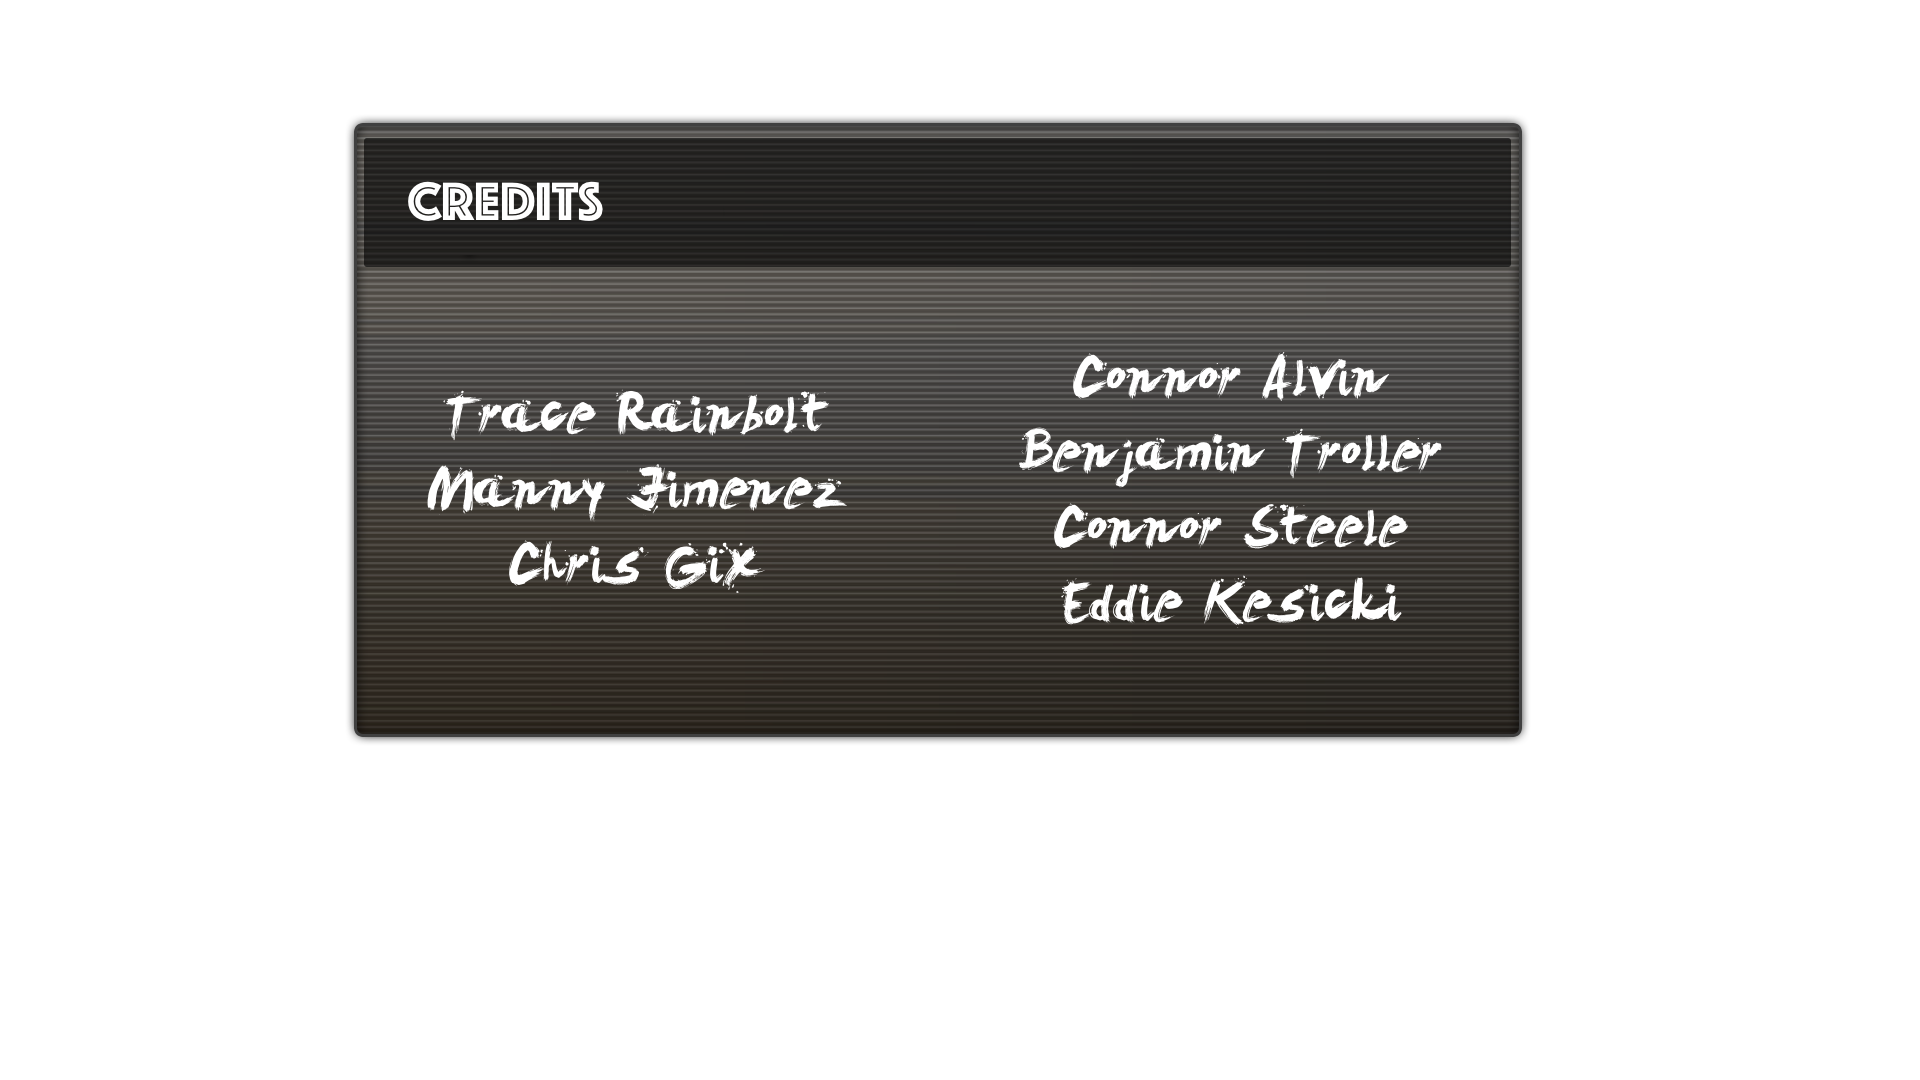 CREDITS
Trace Rainbolt
Manny Jimenez
Chris Gix
Connor Alvin
Benjamin Troller
Connor Steele
Eddie Kesicki